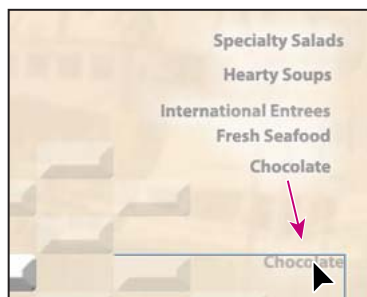 Specialty Salads
Hearty Soups
International Entrees
Fresh Seafood
Chocolate
Chocolate